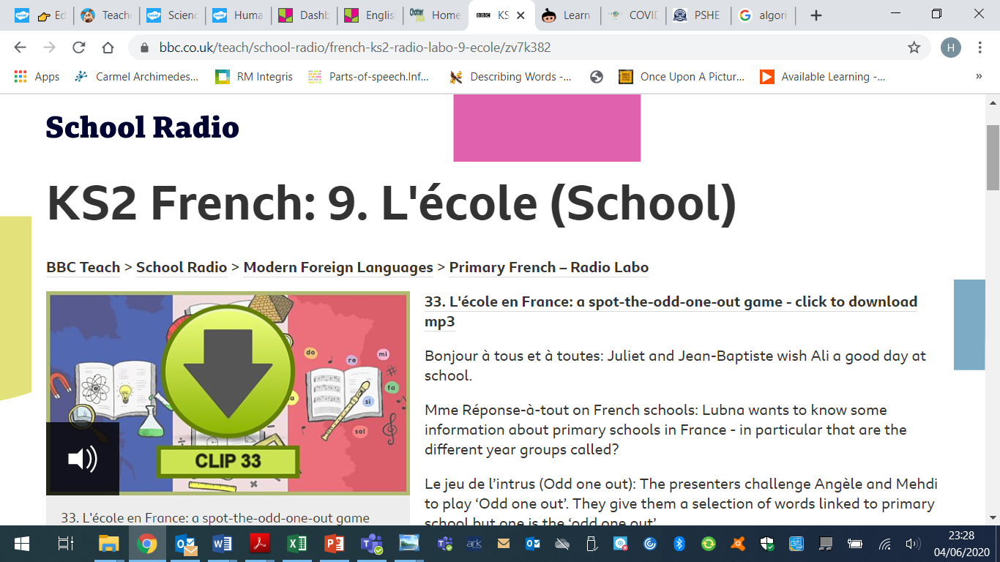 Ed
Teache
Scienc
Huma
Dashb
Englis
Chatter
Home
BBC
KS
Learn
COVID
PSHE
algori
bbc.co.uk/teach/school-radio/french-ks2-radio-labo-9-ecole/zv7k382
H
Apps
Carmel Archimedes...
RM Integris
Parts-of-speech.Inf...
Describing Words -...
Once Upon A Pictur...
Available Learning -...
»
School Radio
KS2 French: 9. L'école (School)
BBC Teach > School Radio > Modern Foreign Languages > Primary French – Radio Labo
do
re
mi
fa
si
sol
CLIP 33
33. L'école en France: a spot-the-odd-one-out game
33. L'école en France: a spot-the-odd-one-out game - click to download
mp3
Bonjour à tous et à toutes: Juliet and Jean-Baptiste wish Ali a good day at
school.
Mme Réponse-à-tout on French schools: Lubna wants to know some
information about primary schools in France - in particular that are the
different year groups called?
Le jeu de l’intrus (Odd one out): The presenters challenge Angèle and Mehdi
to play ‘Odd one out’. They give them a selection of words linked to primary
school but one is the ‘odd one out’
ark
23:28
04/06/2020